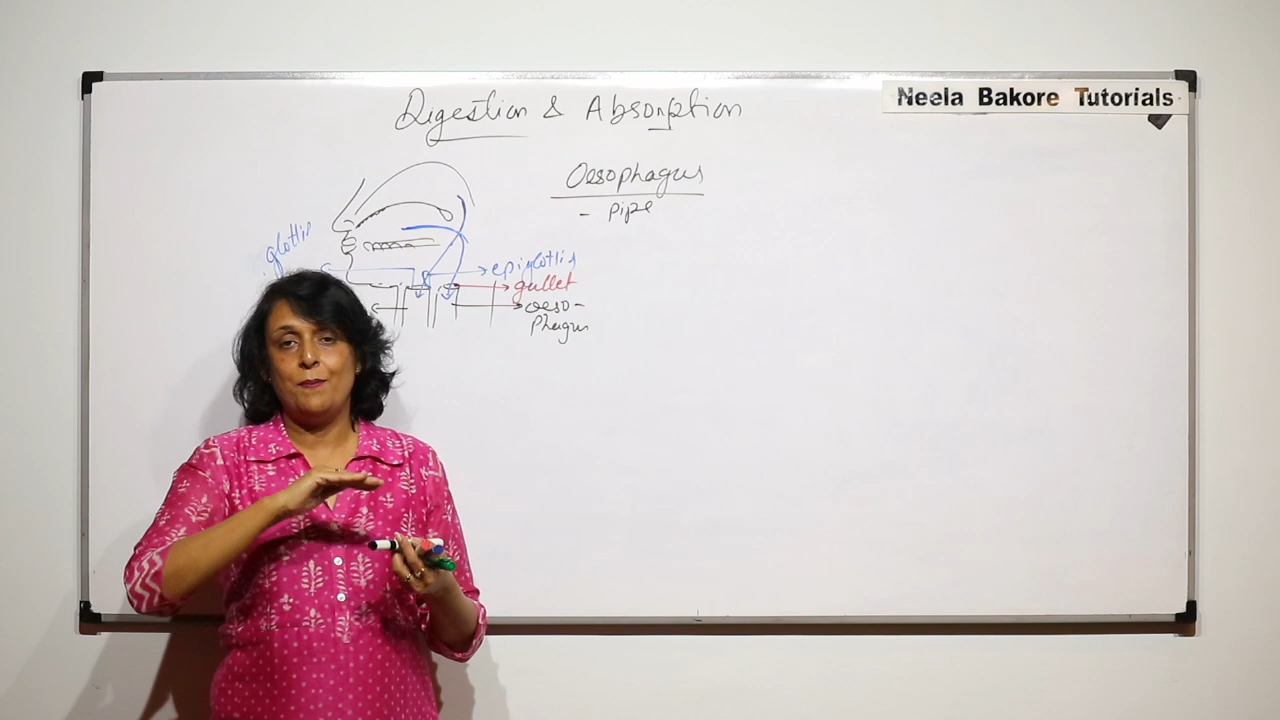 Neela Bakore Tutorials
Digestion & Absorption
Oesophagus
- pipe
glottis
epiglottis
gullet
oeso-
phagus